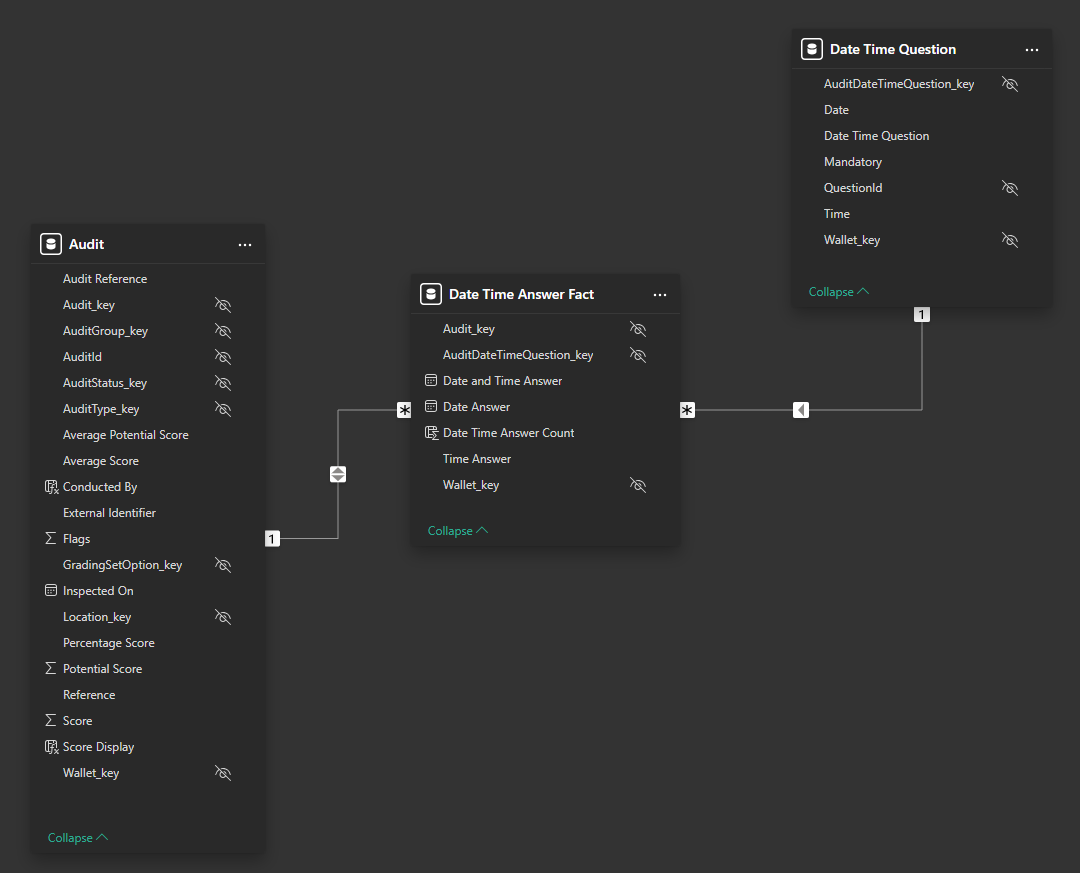 Audit
Audit Reference
Audit_key
AuditGroup_key
AuditId
AuditStatus_key
AuditType_key
Average Potential Score
Average Score
Conducted By
External Identifier
Flags
GradingSetOption_key
Inspected On
Location_key
Percentage Score
Potential Score
Reference
Score
Score Display
Wallet_key
Collapse
1
*
Date Time Answer Fact
Audit_key
AuditDateTimeQuestion_key
Date and Time Answer
Date Answer
Date Time Answer Count
Time Answer
Wallet_key
Collapse
*
1
Date Time Question
AuditDateTimeQuestion_key
Date
Date Time Question
Mandatory
QuestionId
Time
Wallet_key
Collapse